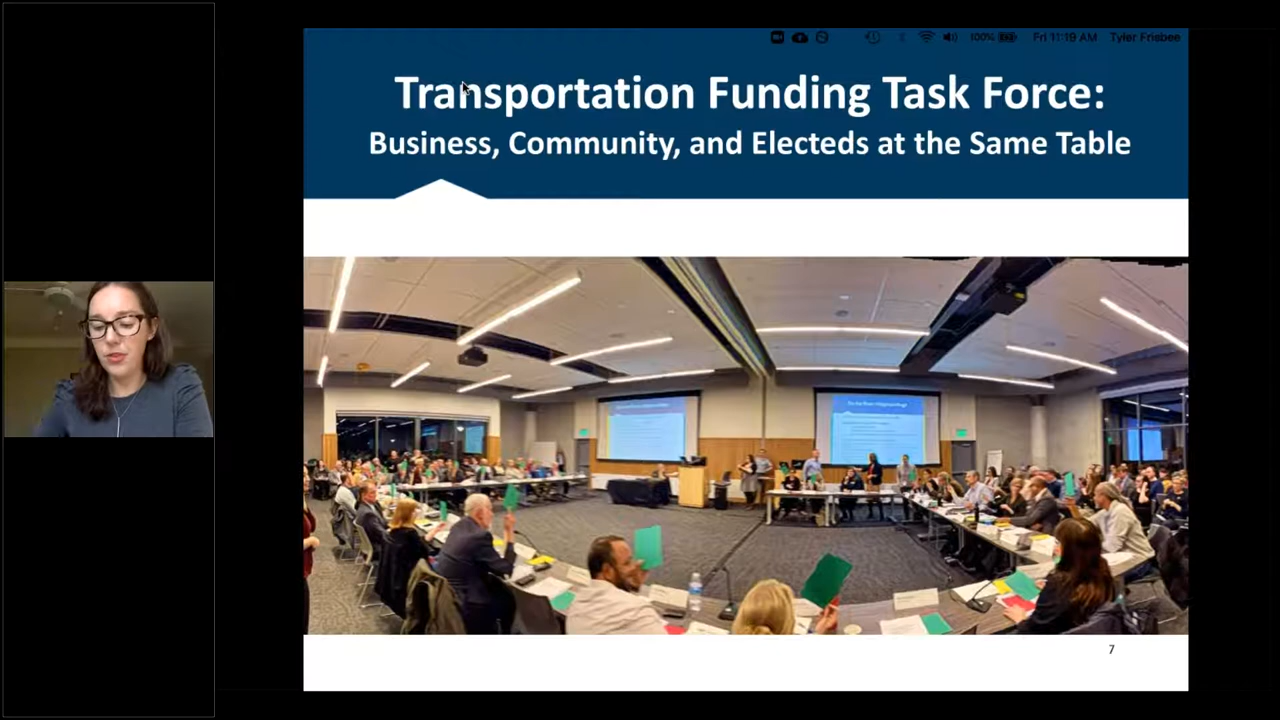 100% Fri 11:19 AM Tyler Frisbee
Transportation Funding Task Force:
Business, Community, and Electeds at the Same Table
7